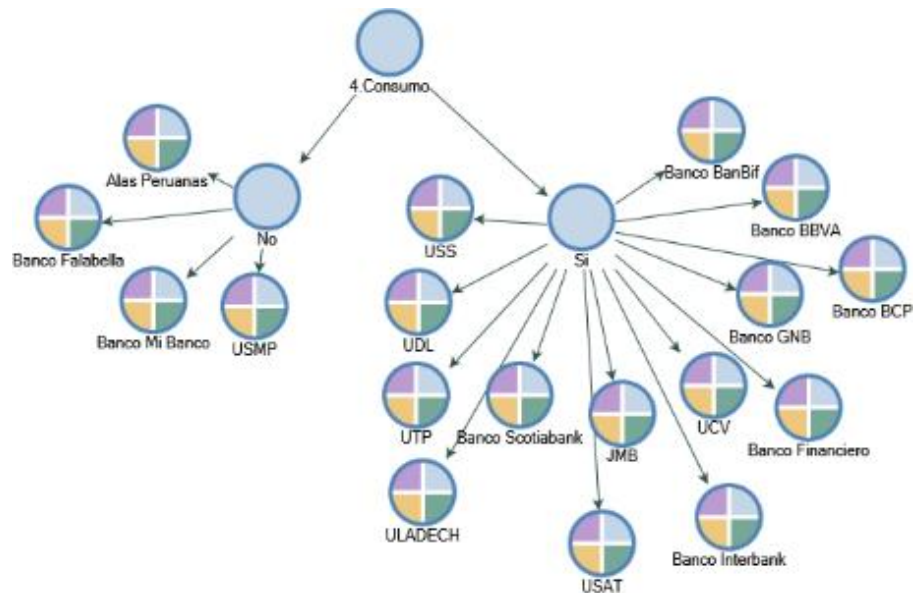 4.Consumo
Alas Peruanas
Banco Falabella
No
Banco Mi Banco
USMP
Banco BanBif
USS
Banco BBVA
Si
Banco BCP
UDL
Banco GNB
UTP
Banco Scotiabank
JMB
UCV
Banco Financiero
ULADECH
USAT
Banco Interbank